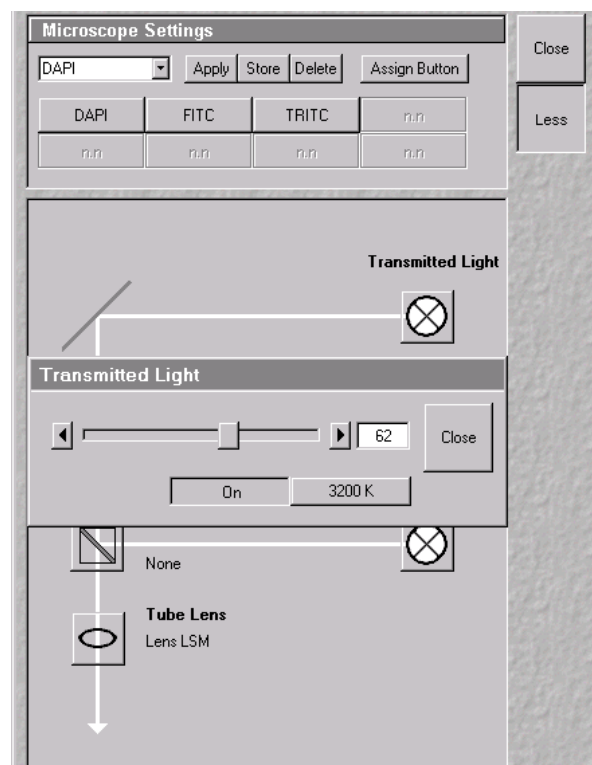 Microscope Settings
Close
DAPI Apply Store Delete Assign Button
DAPI FITC TRITC n.n
Less
n.n n.n n.n n.n
Transmitted Light
Transmitted Light
62 Close
On 3200 K
None
Tube Lens
Lens LSM